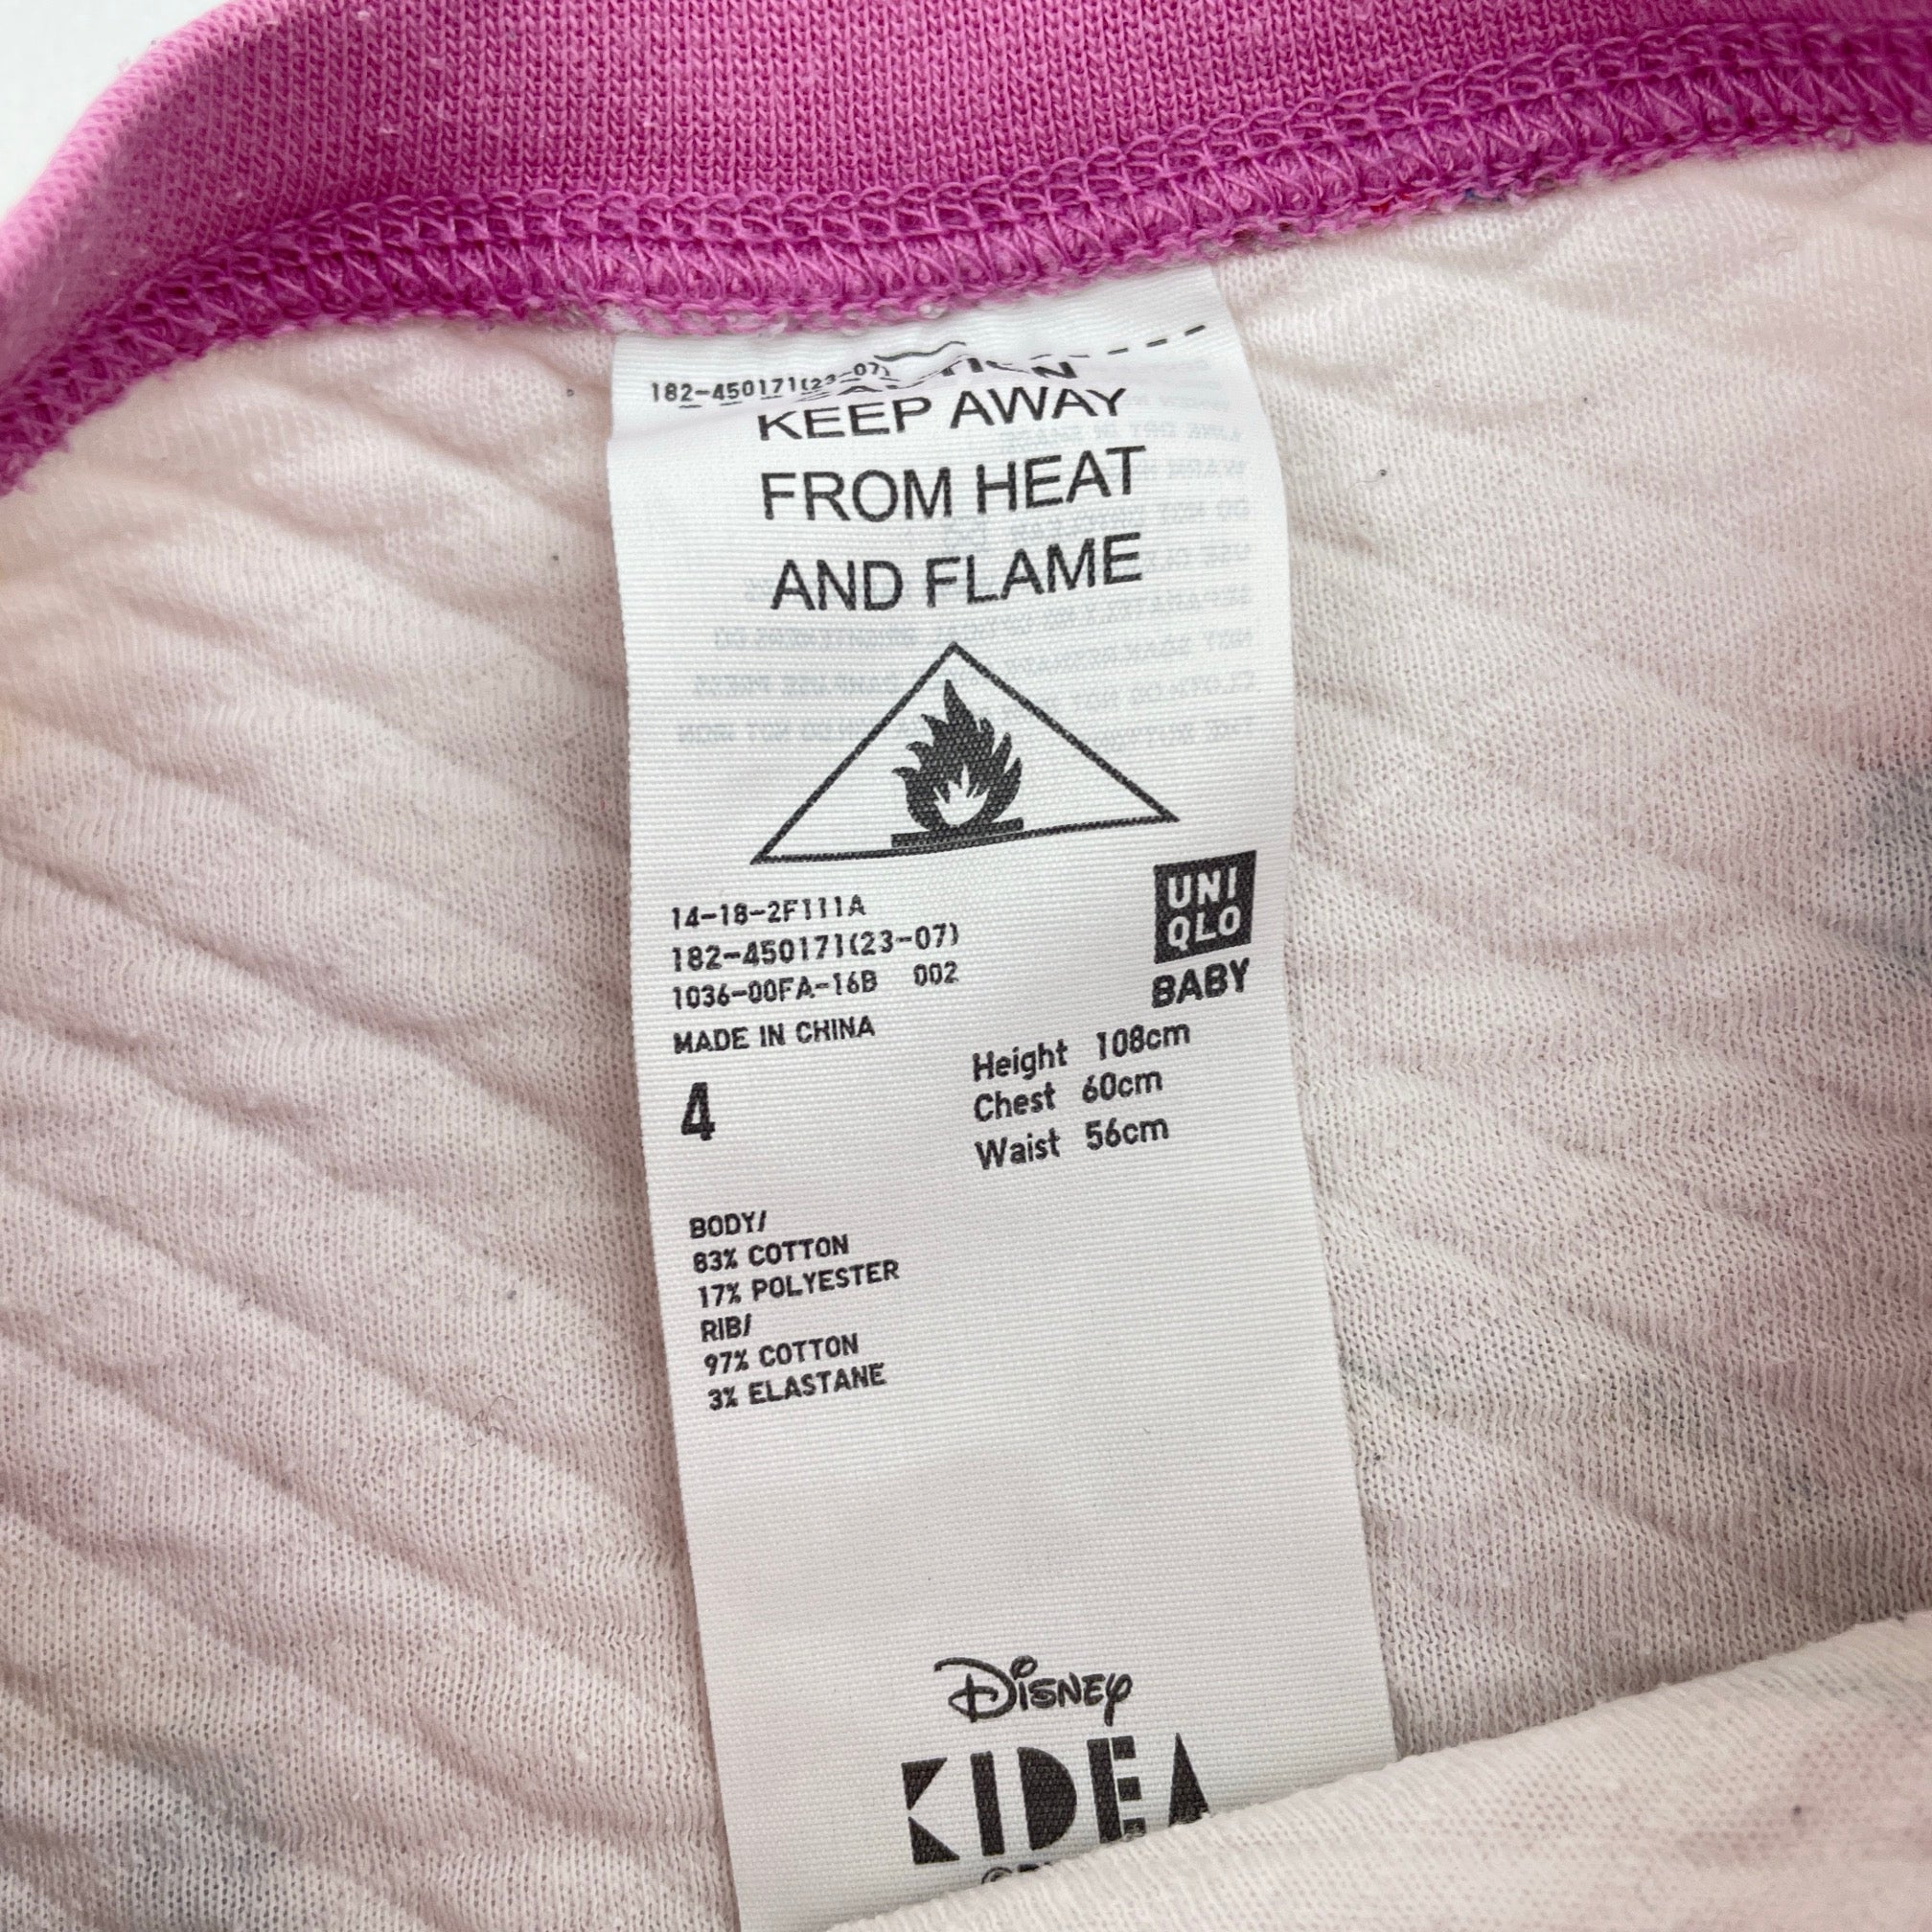 182-450171(23-07)
KEEP AWAY
FROM HEAT
AND FLAME
14-18-2F111A
182-450171(23-07)
1036-00FA-16B 002
MADE IN CHINA
UNI
QLO
BABY
4
Height 108cm
Chest 60cm
Waist 56cm
BODY/
83% COTTON
17% POLYESTER
RIB/
97% COTTON
3% ELASTANE
Disney
KIDEA